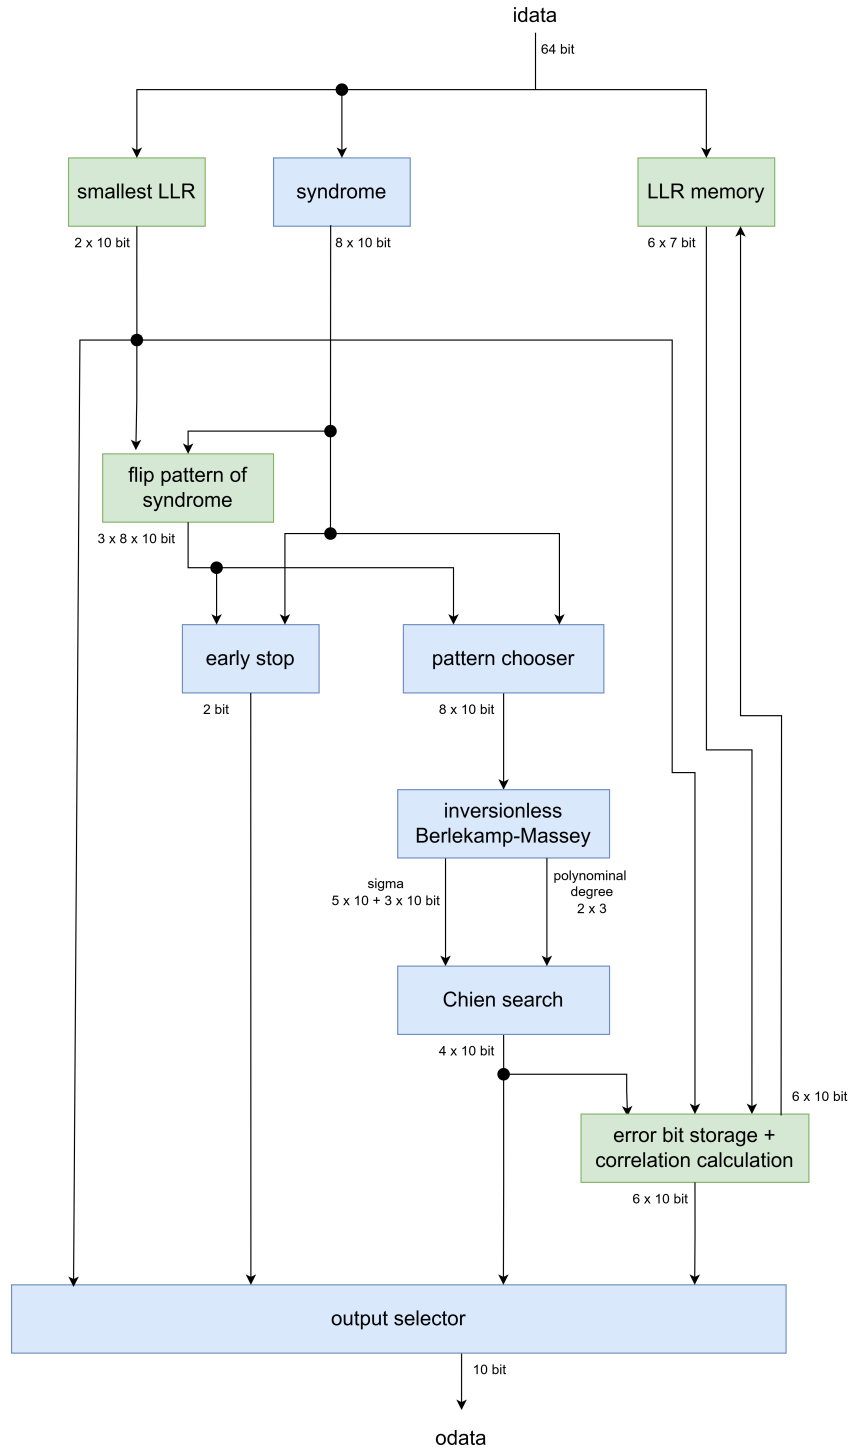 idata
64 bit
smallest LLR
syndrome
LLR memory
2 x 10 bit
8 x 10 bit
6 x 7 bit
flip pattern of
syndrome
3 x 8 x 10 bit
early stop
pattern chooser
2 bit
8 x 10 bit
inversionless
Berlekamp-Massey
sigma
5 x 10 + 3 x 10 bit
polynominal
degree
2 x 3
Chien search
4 x 10 bit
6 x 10 bit
error bit storage +
correlation calculation
6 x 10 bit
output selector
10 bit
odata